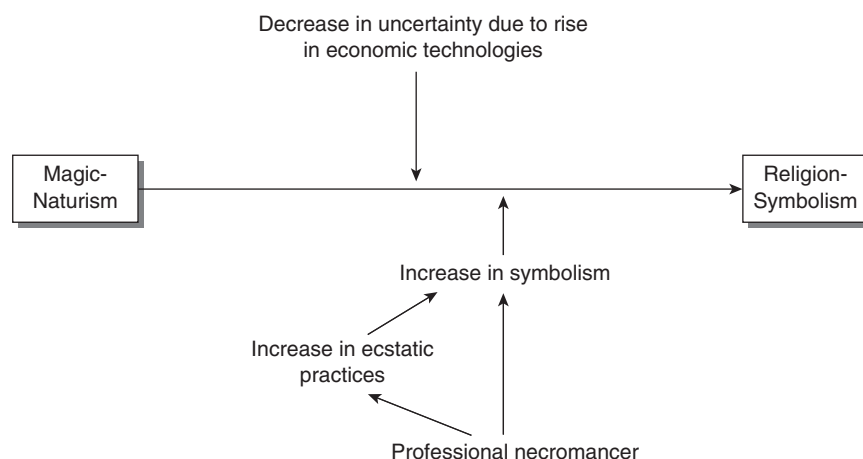 Decrease in uncertainty due to rise
in economic technologies
Magic-
Naturism
Religion-
Symbolism
Increase in symbolism
Increase in ecstatic
practices
Professional necromancer